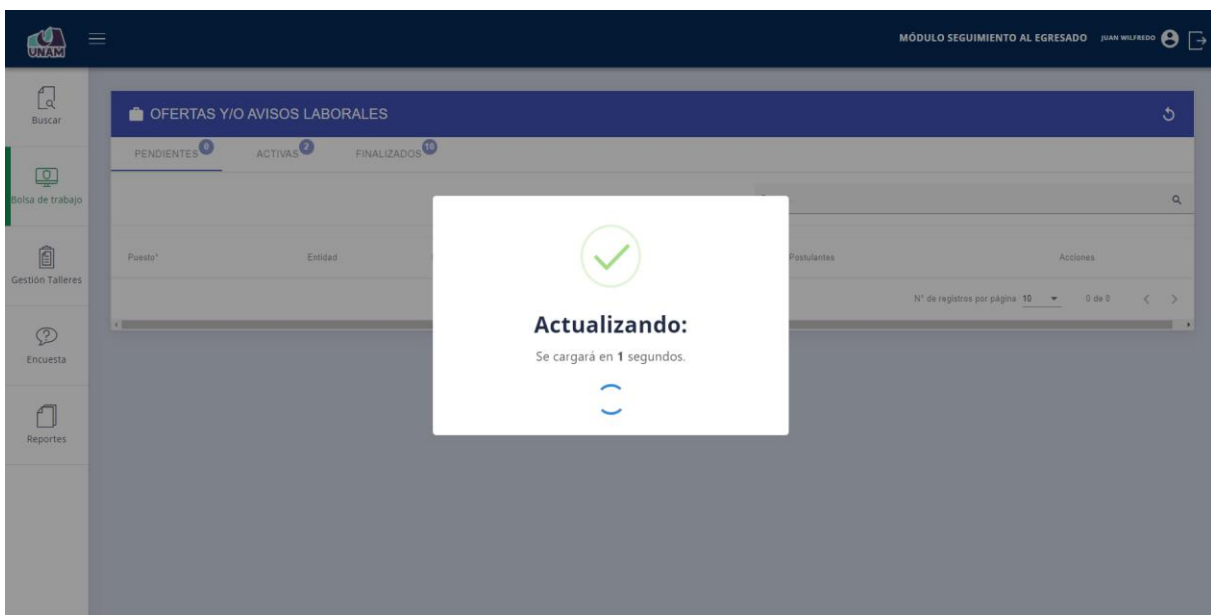 UNAM
MÓDULO SEGUIMIENTO AL EGRESADO JUAN WILFREDO
Buscar
Bolsa de trabajo
Gestión Talleres
Encuesta
Reportes
OFERTAS Y/O AVISOS LABORALES
PENDIENTES 0 ACTIVAS 2 FINALIZADOS 10
Puesto* Entidad Postulantes Acciones
N° de registros por página 10 0 de 0
Actualizando:
Se cargará en 1 segundos.